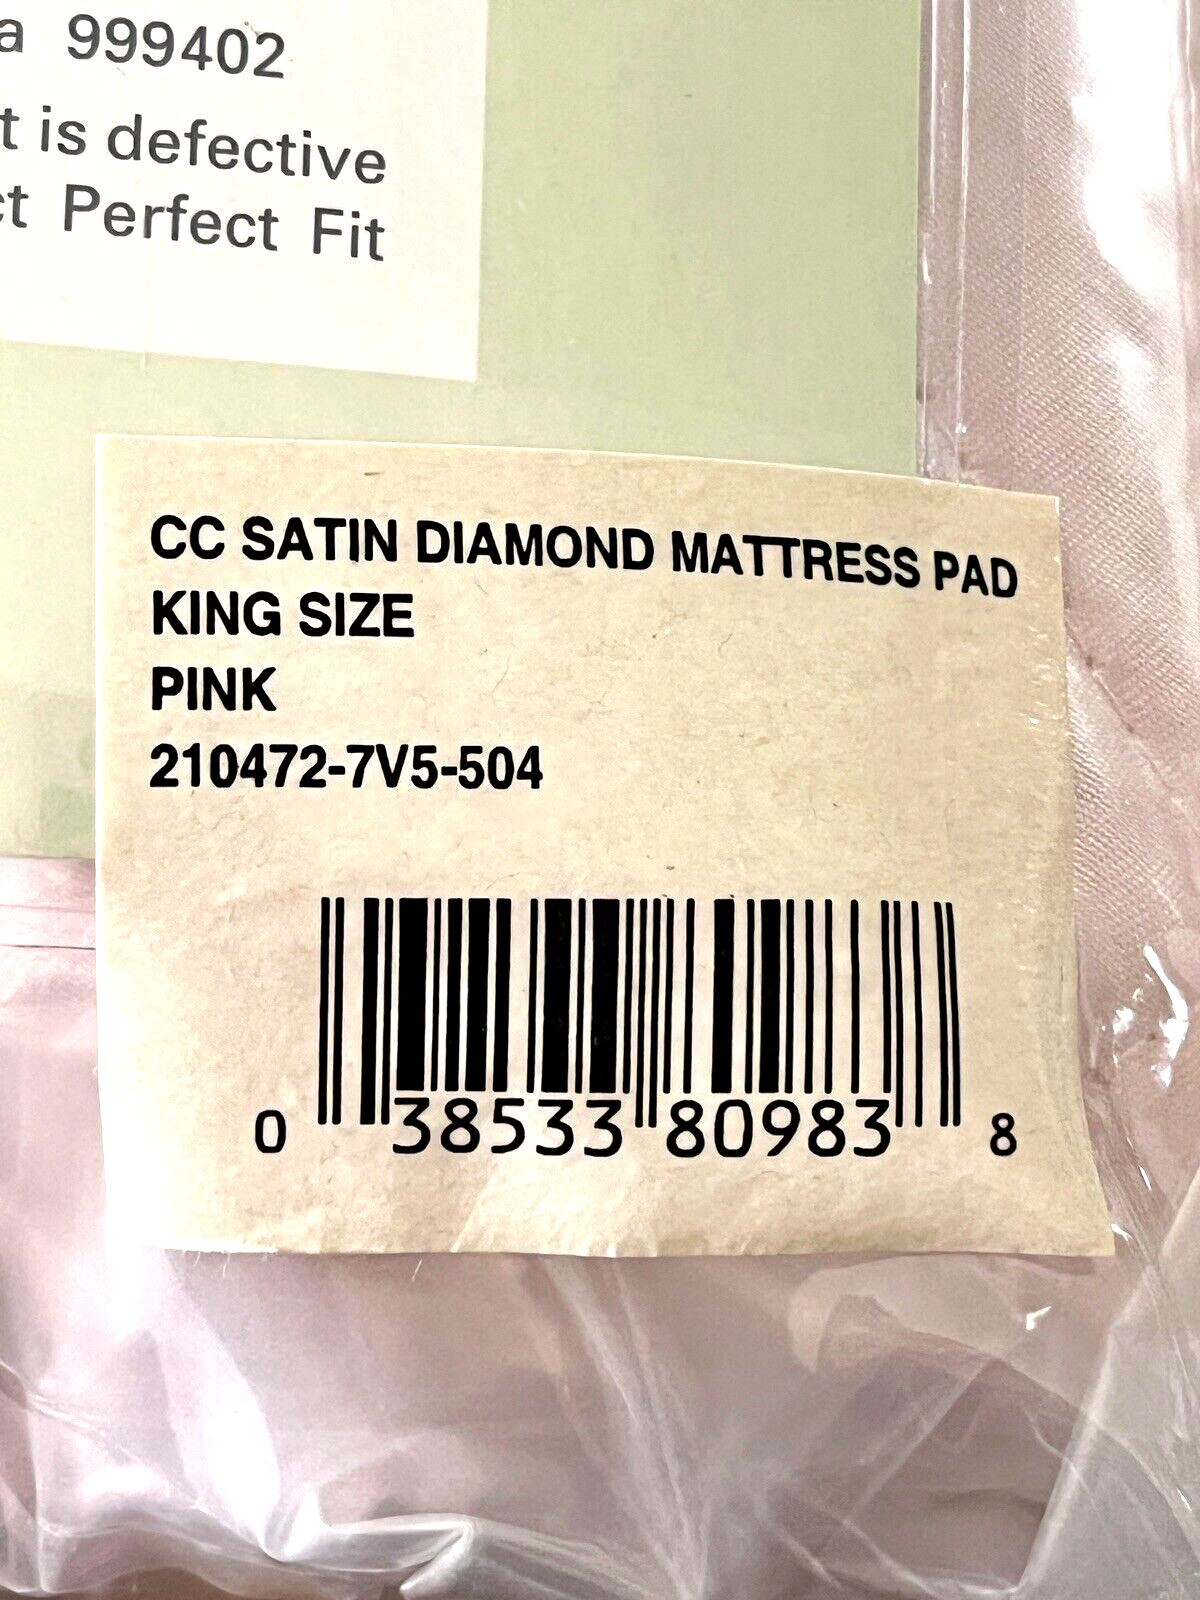 a 999402
t is defective
ct Perfect Fit
CC SATIN DIAMOND MATTRESS PAD
KING SIZE
PINK
210472-7V5-504
0 38533 80983 8